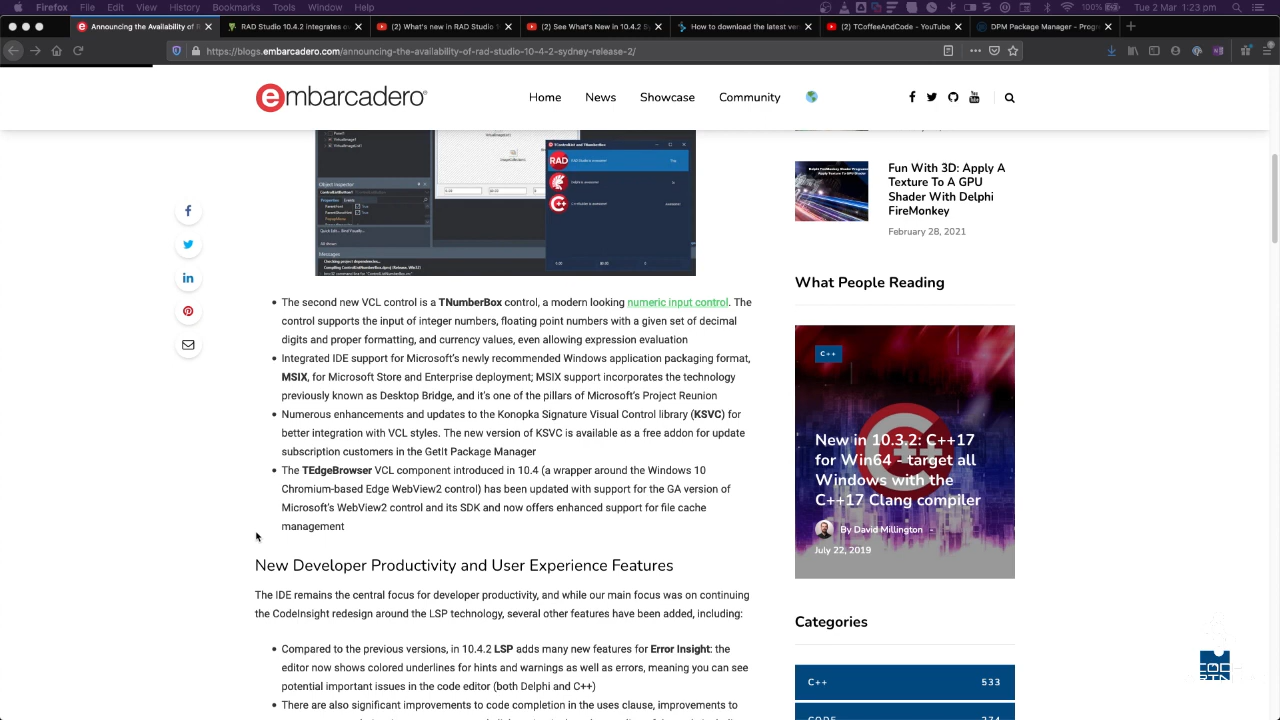 Firefox
Announcing the Availability of R
RAD Studio 10.4.2 integrates
(2) What's new in RAD Studio 1
(2) See What's New in 10.4.2 S
How to download the latest ver
(2) TCoffeeAndCode - YouTube
DPM Package Manager - Progr
https://blogs.embarcadero.com/announcing-the-availability-of-rad-studio-10-4-2-sydney-release-2/
embarcadero
Home
News
Showcase
Community
Object Inspector
Properties Events
Messages
RAD
Fun With 3D: Apply A
Texture To A GPU
Shader With Delphi
FireMonkey
February 28, 2021
The second new VCL control is a TNumberBox control, a modern looking numeric input control. The
control supports the input of integer numbers, floating point numbers with a given set of decimal
digits and proper formatting, and currency values, even allowing expression evaluation
Integrated IDE support for Microsoft's newly recommended Windows application packaging format,
MSIX, for Microsoft Store and Enterprise deployment; MSIX support incorporates the technology
previously known as Desktop Bridge, and it's one of the pillars of Microsoft's Project Reunion
Numerous enhancements and updates to the Konopka Signature Visual Control library (KSVC) for
better integration with VCL styles. The new version of KSVC is available as a free addon for update
subscription customers in the GetIt Package Manager
The TEdgeBrowser VCL component introduced in 10.4 (a wrapper around the Windows 10
Chromium-based Edge WebView2 control) has been updated with support for the GA version of
Microsoft's WebView2 control and its SDK and now offers enhanced support for file cache
management
New Developer Productivity and User Experience Features
The IDE remains the central focus for developer productivity, and while our main focus was on continuing
the CodeInsight redesign around the LSP technology, several other features have been added, including:
Compared to the previous versions, in 10.4.2 LSP adds many new features for Error Insight: the
editor now shows colored underlines for hints and warnings as well as errors, meaning you can see
potential important issues in the code editor (both Delphi and C++)
There are also significant improvements to code completion in the uses clause, improvements to
What People Reading
C++
New in 10.3.2: C++17
for Win64 - target all
Windows with the
C++17 Clang compiler
By David Millington -
July 22, 2019
Categories
C++ 533
CODE 274